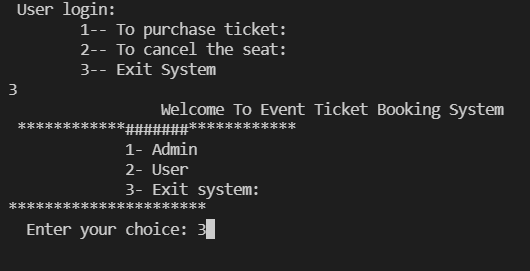 User login:
1-- To purchase ticket:
2-- To cancel the seat:
3-- Exit System
3
Welcome To Event Ticket Booking System
************#######************
1- Admin
2- User
3- Exit system:
**********************
Enter your choice: 3